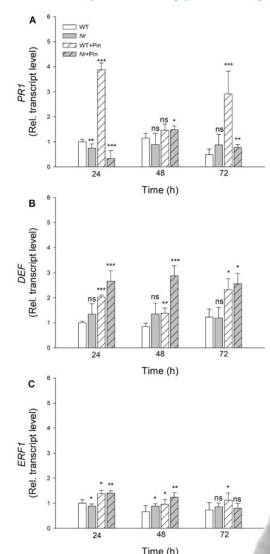 A
WT
Nr
WT+Pin
Nr+Pin
PR1
(Rel. transcript level)
6
5
4
3
2
1
0
** *** ***
ns ns *
ns *** **
24 48 72
Time (h)
B
DEF
(Rel. transcript level)
6
5
4
3
2
1
0
ns *** ***
ns ** ***
ns * *
24 48 72
Time (h)
C
ERF1
(Rel. transcript level)
6
5
4
3
2
1
0
* * **
* * **
ns * ns
24 48 72
Time (h)